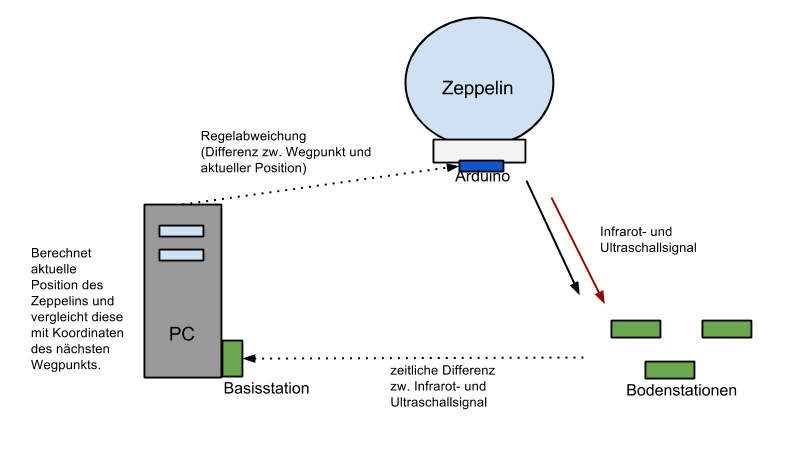 Zeppelin
Arduino
Regelabweichung
(Differenz zw. Wegpunkt und
aktueller Position)
Infrarot- und
Ultraschallsignal
Berechnet
aktuelle
Position des
Zeppelins und
vergleicht diese
mit Koordinaten
des nächsten
Wegpunkts.
PC
Basisstation
zeitliche Differenz
zw. Infrarot- und
Ultraschallsignal
Bodenstationen